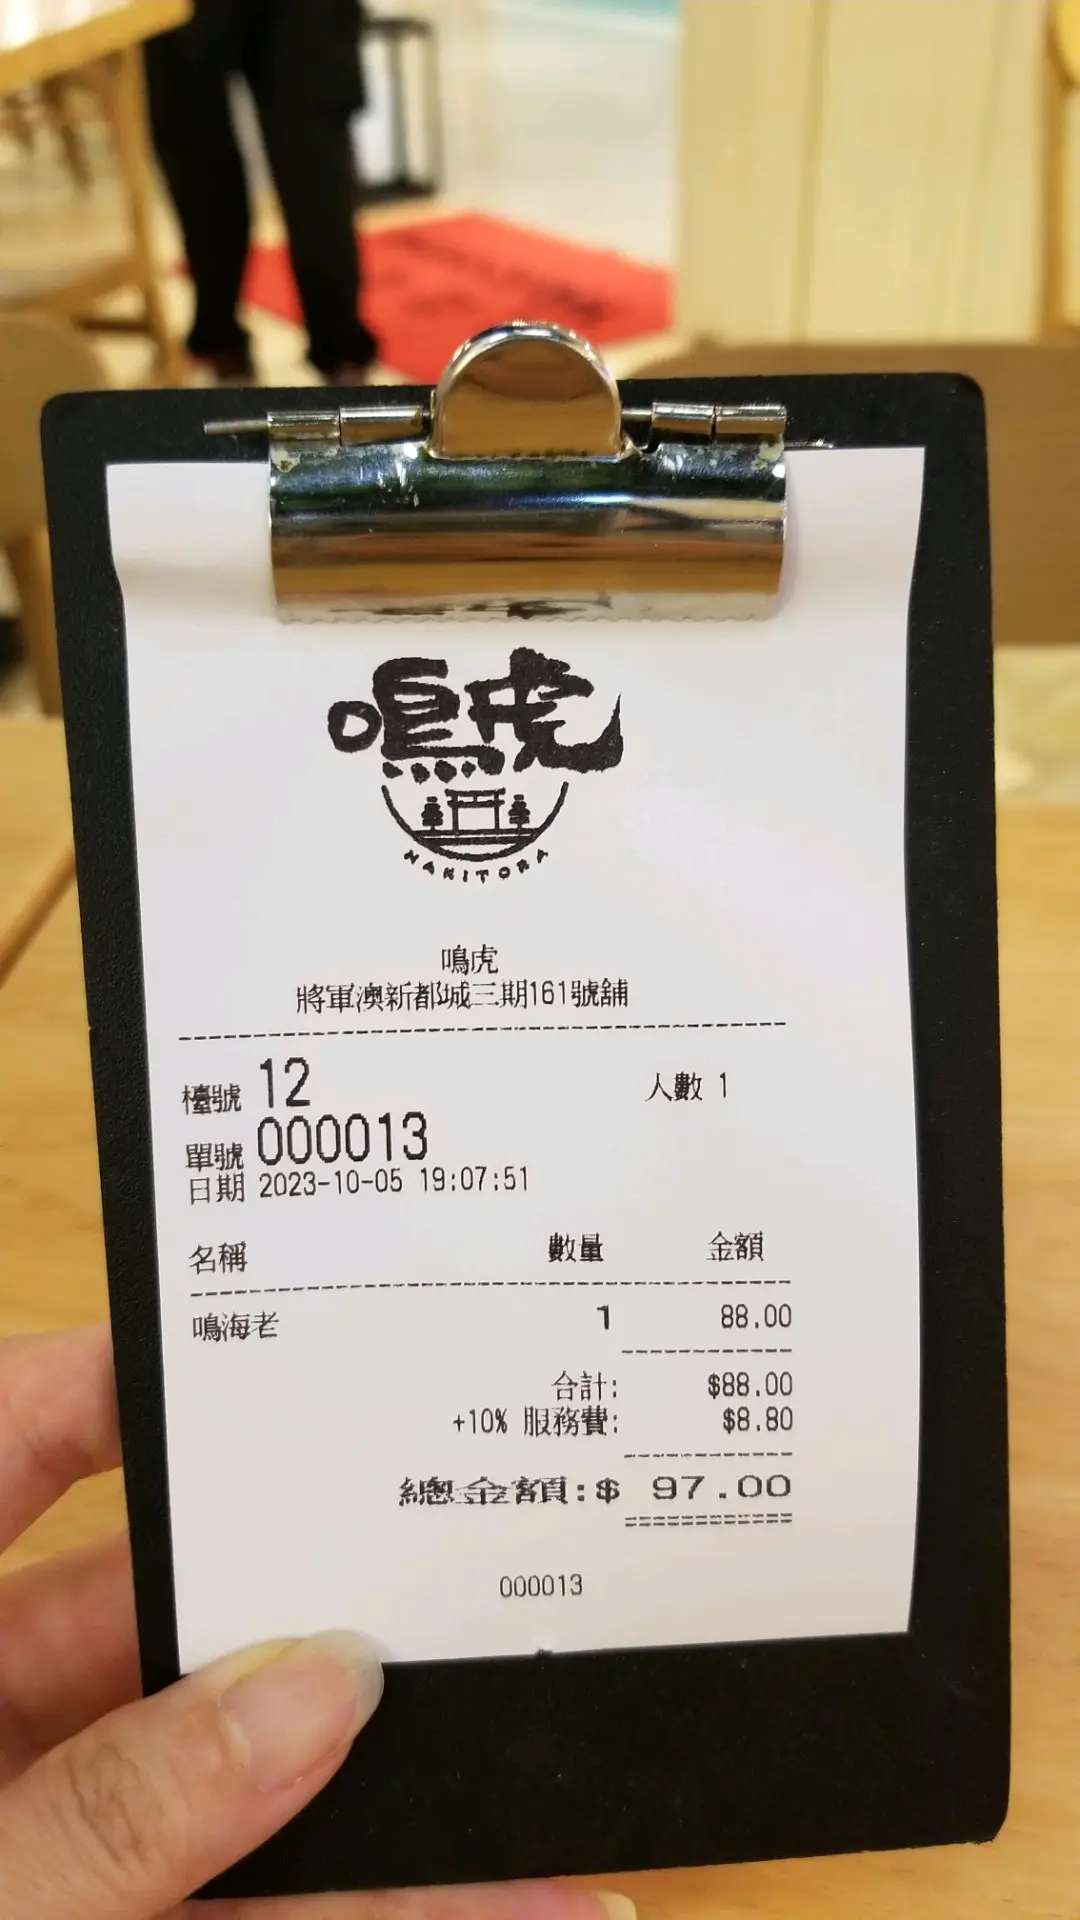 鳴虎
NAKITORA
鳴虎
將軍澳新都城三期161號舖
檯號 12 人數 1
單號 000013
日期 2023-10-05 19:07:51
名稱 數量 金額
鳴海老 1 88.00
合計: $88.00
+10% 服務費: $8.80
總金額:$ 97.00
000013